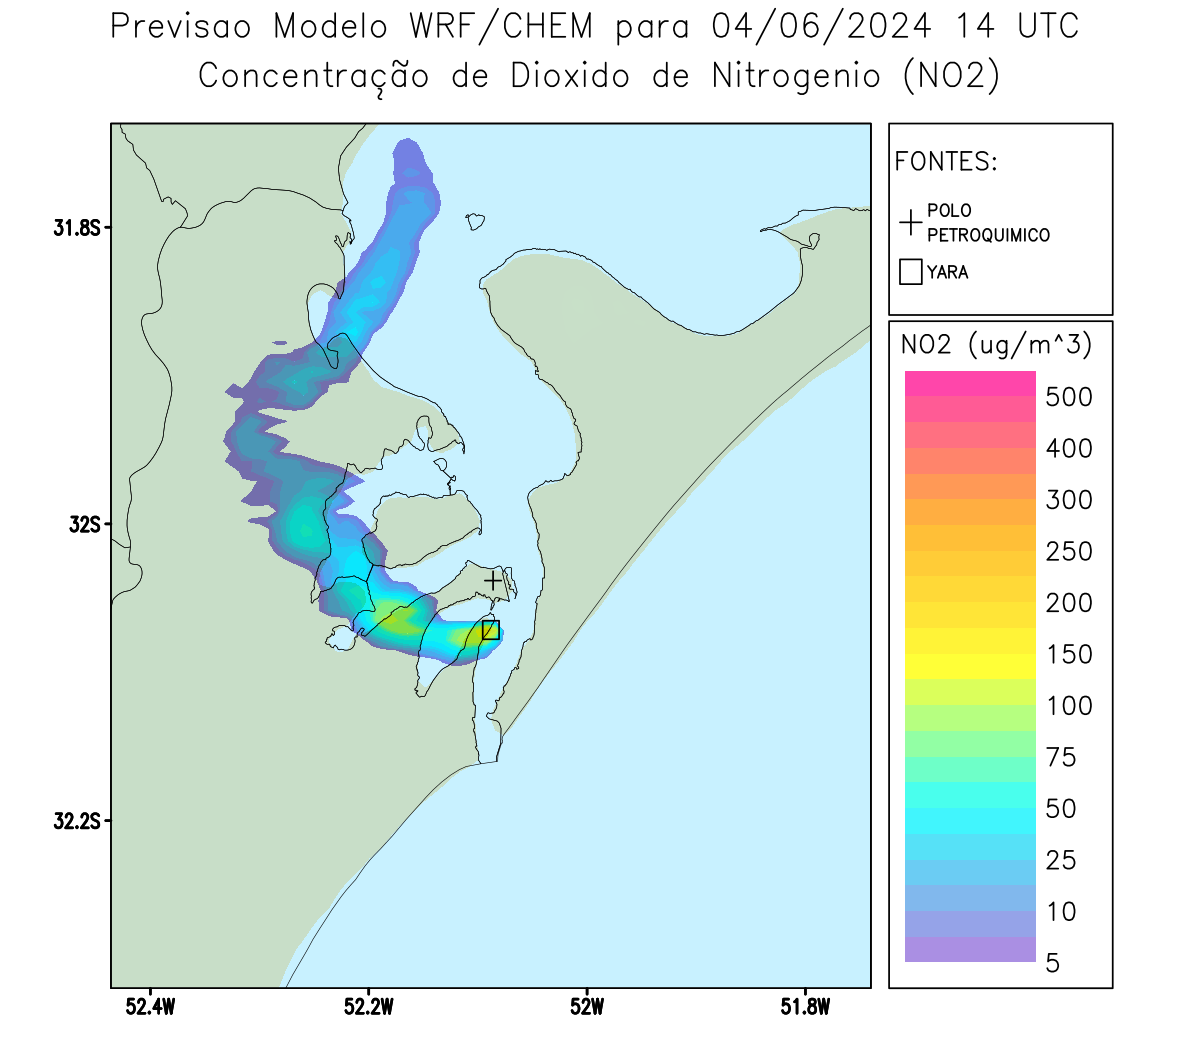 Previsao Modelo WRF/CHEM para 04/06/2024 14 UTC
Concentração de Dioxido de Nitrogenio (NO2)
FONTES:
POLO
PETROQUIMICO
YARA
NO2 (ug/m^3)
500
400
300
250
200
150
100
75
50
25
10
5
31.8S
32S
32.2S
52.4W
52.2W
52W
51.8W